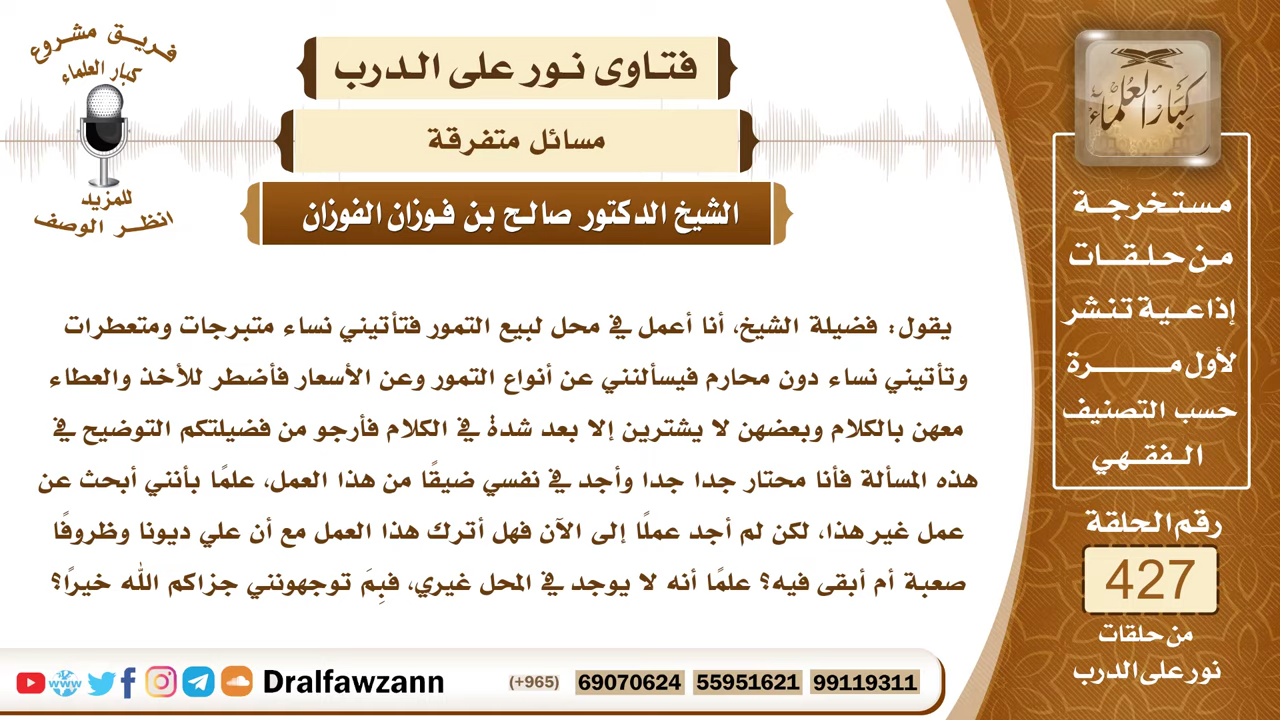 فريق مشروع
كبار العلماء
للمزيد
انظر الوصف
فتاوى نور على الدرب
مسائل متفرقة
الشيخ الدكتور صالح بن فوزان الفوزان
يقول: فضيلة الشيخ، أنا أعمل في محل لبيع التمور فتأتيني نساء متبرجات ومتعطرات
وتأتيني نساء دون محارم فيسألنني عن أنواع التمور وعن الأسعار فأضطر للأخذ والعطاء
معهن بالكلام وبعضهن لا يشترين إلا بعد شدةْ في الكلام فأرجو من فضيلتكم التوضيح في
هذه المسألة فأنا محتار جدا جدا وأجد في نفسي ضيقًا من هذا العمل، علمًا بأنني أبحث عن
عمل غير هذا، لكن لم أجد عملًا إلى الآن فهل أترك هذا العمل مع أن علي ديونا وظروفًا
صعبة أم أبقى فيه؟ علمًا أنه لا يوجد في المحل غيري، فبِمَ توجهونني جزاكم الله خيرًا؟
كِبَارُ العُلَمَاءْ
مستخرجة
من حلقات
إذاعية تنشر
لأول مرة
حسب التصنيف
الفقهي
رقم الحلقة
427
من حلقات
نور على الدرب
www
Dralfawzann
(+965) 69070624 55951621 99119311